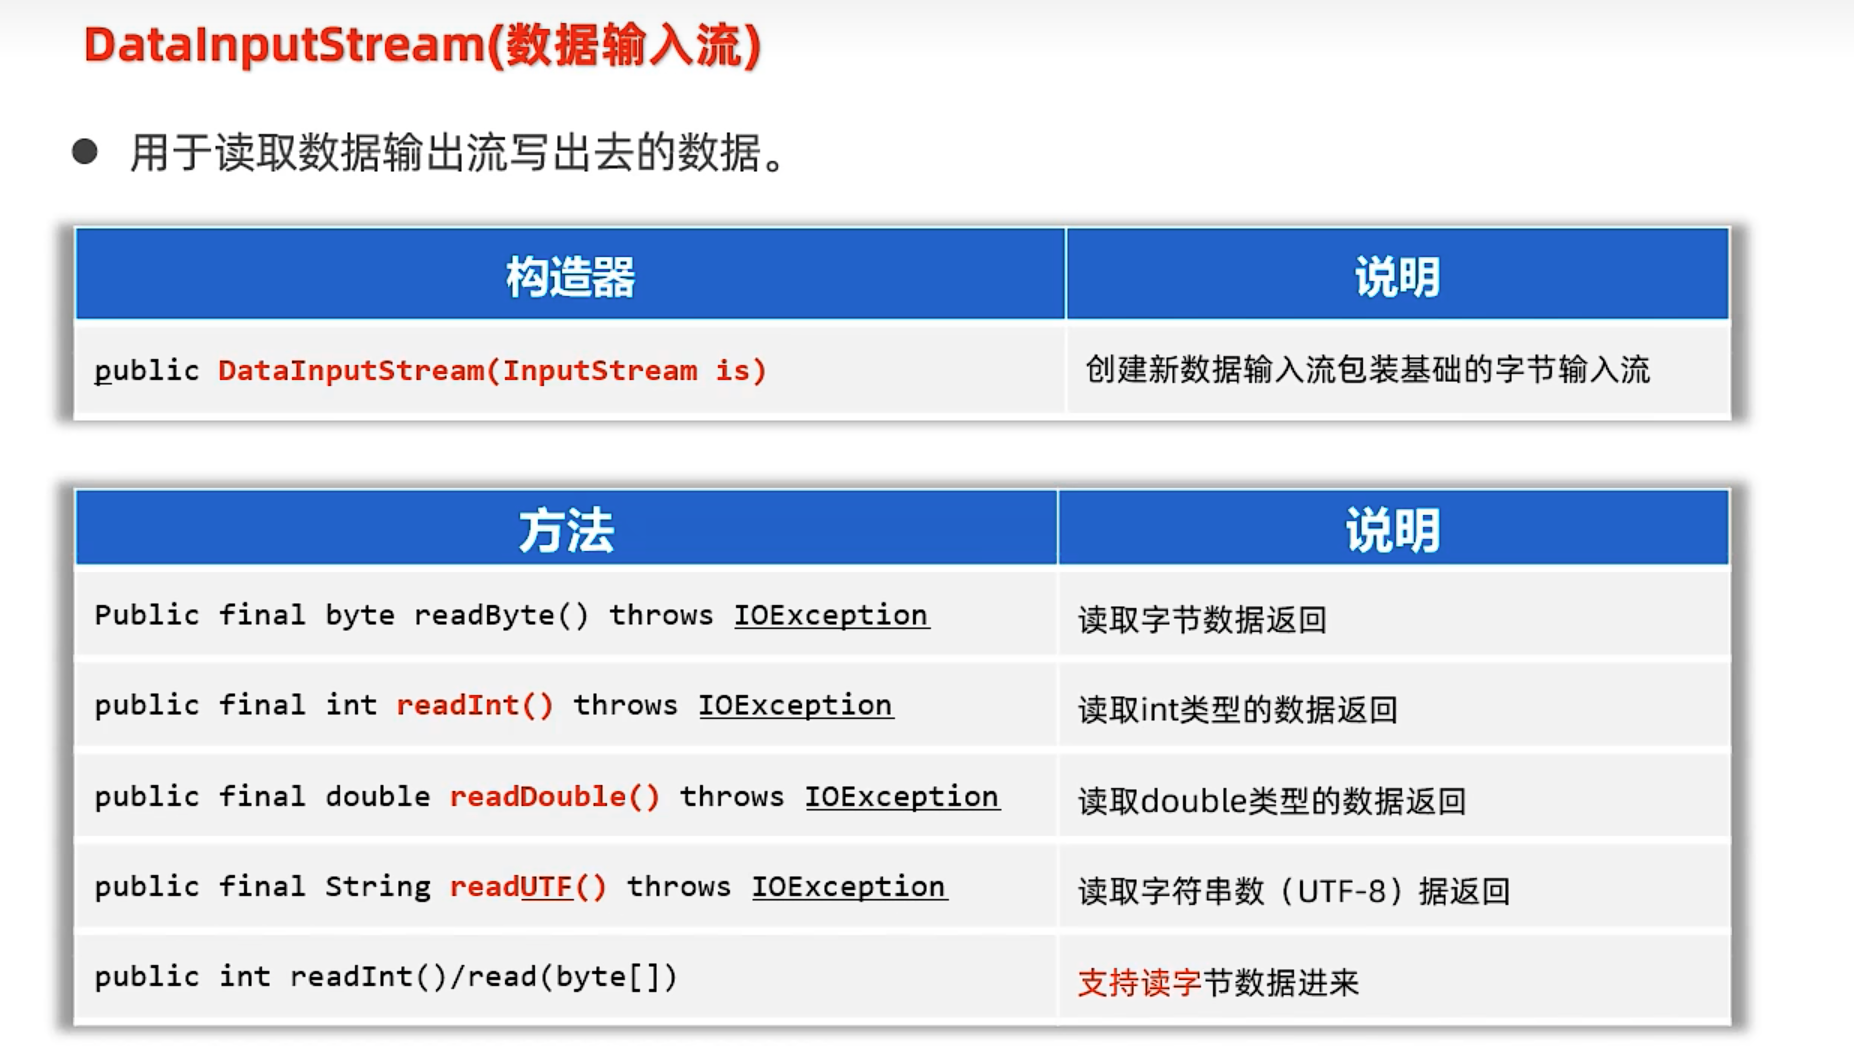 DataInputStream(数据输入流)
● 用于读取数据输出流写出去的数据。
构造器 说明
public DataInputStream(InputStream is) 创建新数据输入流包装基础的字节输入流
方法 说明
Public final byte readByte() throws IOException 读取字节数据返回
public final int readInt() throws IOException 读取int类型的数据返回
public final double readDouble() throws IOException 读取double类型的数据返回
public final String readUTF() throws IOException 读取字符串数（UTF-8）据返回
public int readInt()/read(byte[]) 支持读字节数据进来